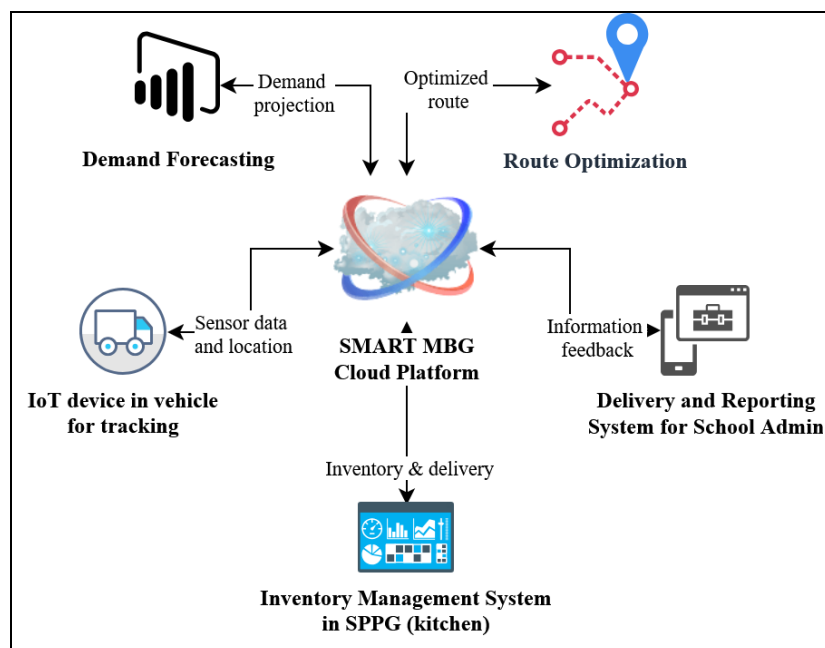 Demand
projection
Optimized
route
Demand Forecasting
Route Optimization
Sensor data
and location
Information
feedback
SMART MBG
Cloud Platform
IoT device in vehicle
for tracking
Delivery and Reporting
System for School Admin
Inventory & delivery
Inventory Management System
in SPPG (kitchen)